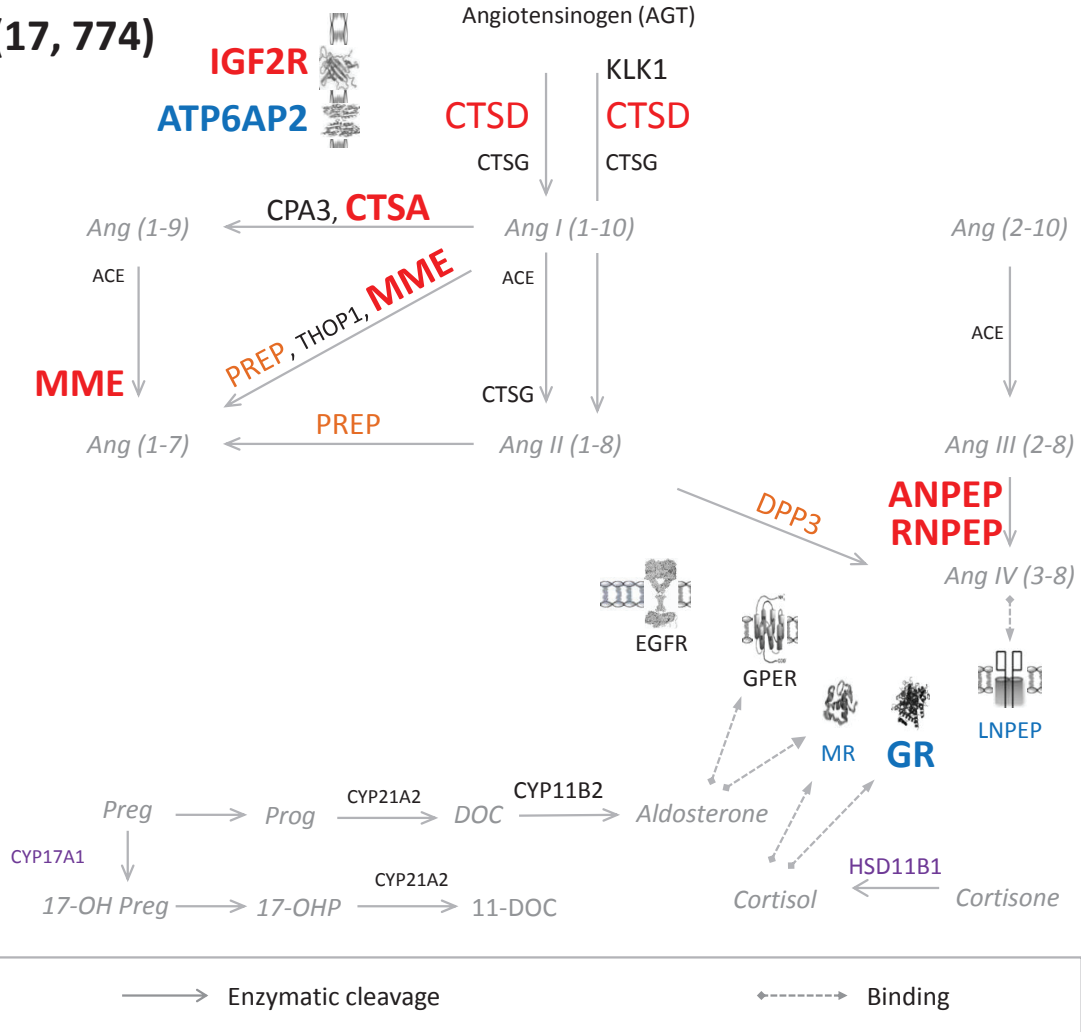 (17, 774)
Angiotensinogen (AGT)
IGF2R
ATP6AP2
KLK1
CTSD
CTSD
CTSG
CTSG
Ang (1-9)
CPA3, CTSA
Ang I (1-10)
Ang (2-10)
ACE
ACE
ACE
PREP, THOP1, MME
MME
CTSG
Ang (1-7)
PREP
Ang II (1-8)
Ang III (2-8)
DPP3
ANPEP
RNPEP
Ang IV (3-8)
EGFR
GPER
MR
GR
LNPEP
Preg
Prog
CYP21A2
DOC
CYP11B2
Aldosterone
CYP17A1
17-OH Preg
17-OHP
CYP21A2
11-DOC
Cortisol
HSD11B1
Cortisone
Enzymatic cleavage
Binding